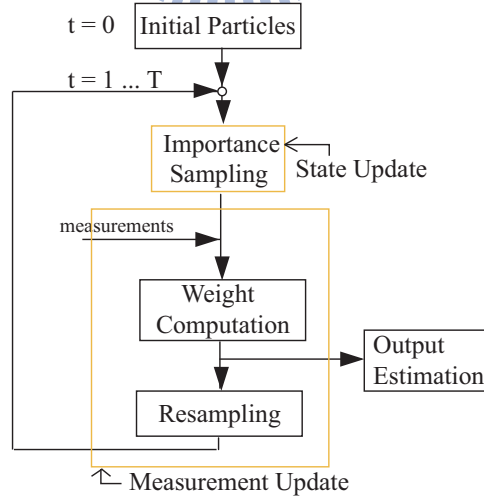 t = 0
Initial Particles
t = 1 ... T
Importance
Sampling
State Update
measurements
Weight
Computation
Output
Estimation
Resampling
Measurement Update